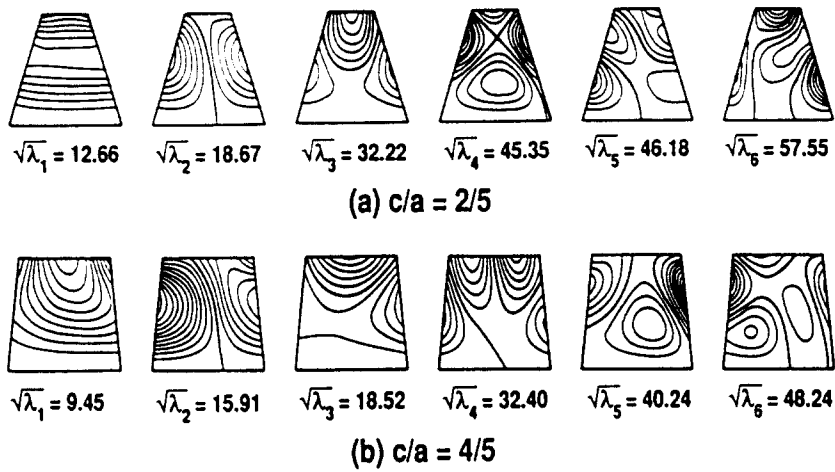 √λ1 = 12.66 √λ2 = 18.67 √λ3 = 32.22 √λ4 = 45.35 √λ5 = 46.18 √λ6 = 57.55
(a) c/a = 2/5
√λ1 = 9.45 √λ2 = 15.91 √λ3 = 18.52 √λ4 = 32.40 √λ5 = 40.24 √λ6 = 48.24
(b) c/a = 4/5